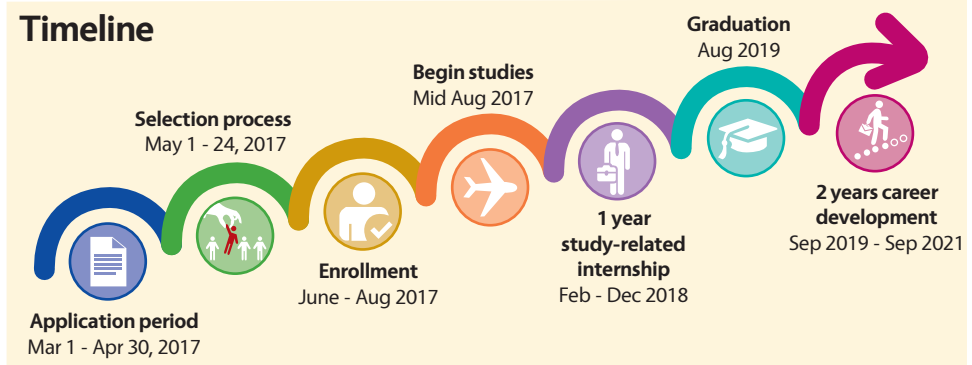 Timeline
Application period
Mar 1 - Apr 30, 2017
Selection process
May 1 - 24, 2017
Enrollment
June - Aug 2017
Begin studies
Mid Aug 2017
1 year
study-related
internship
Feb - Dec 2018
Graduation
Aug 2019
2 years career
development
Sep 2019 - Sep 2021